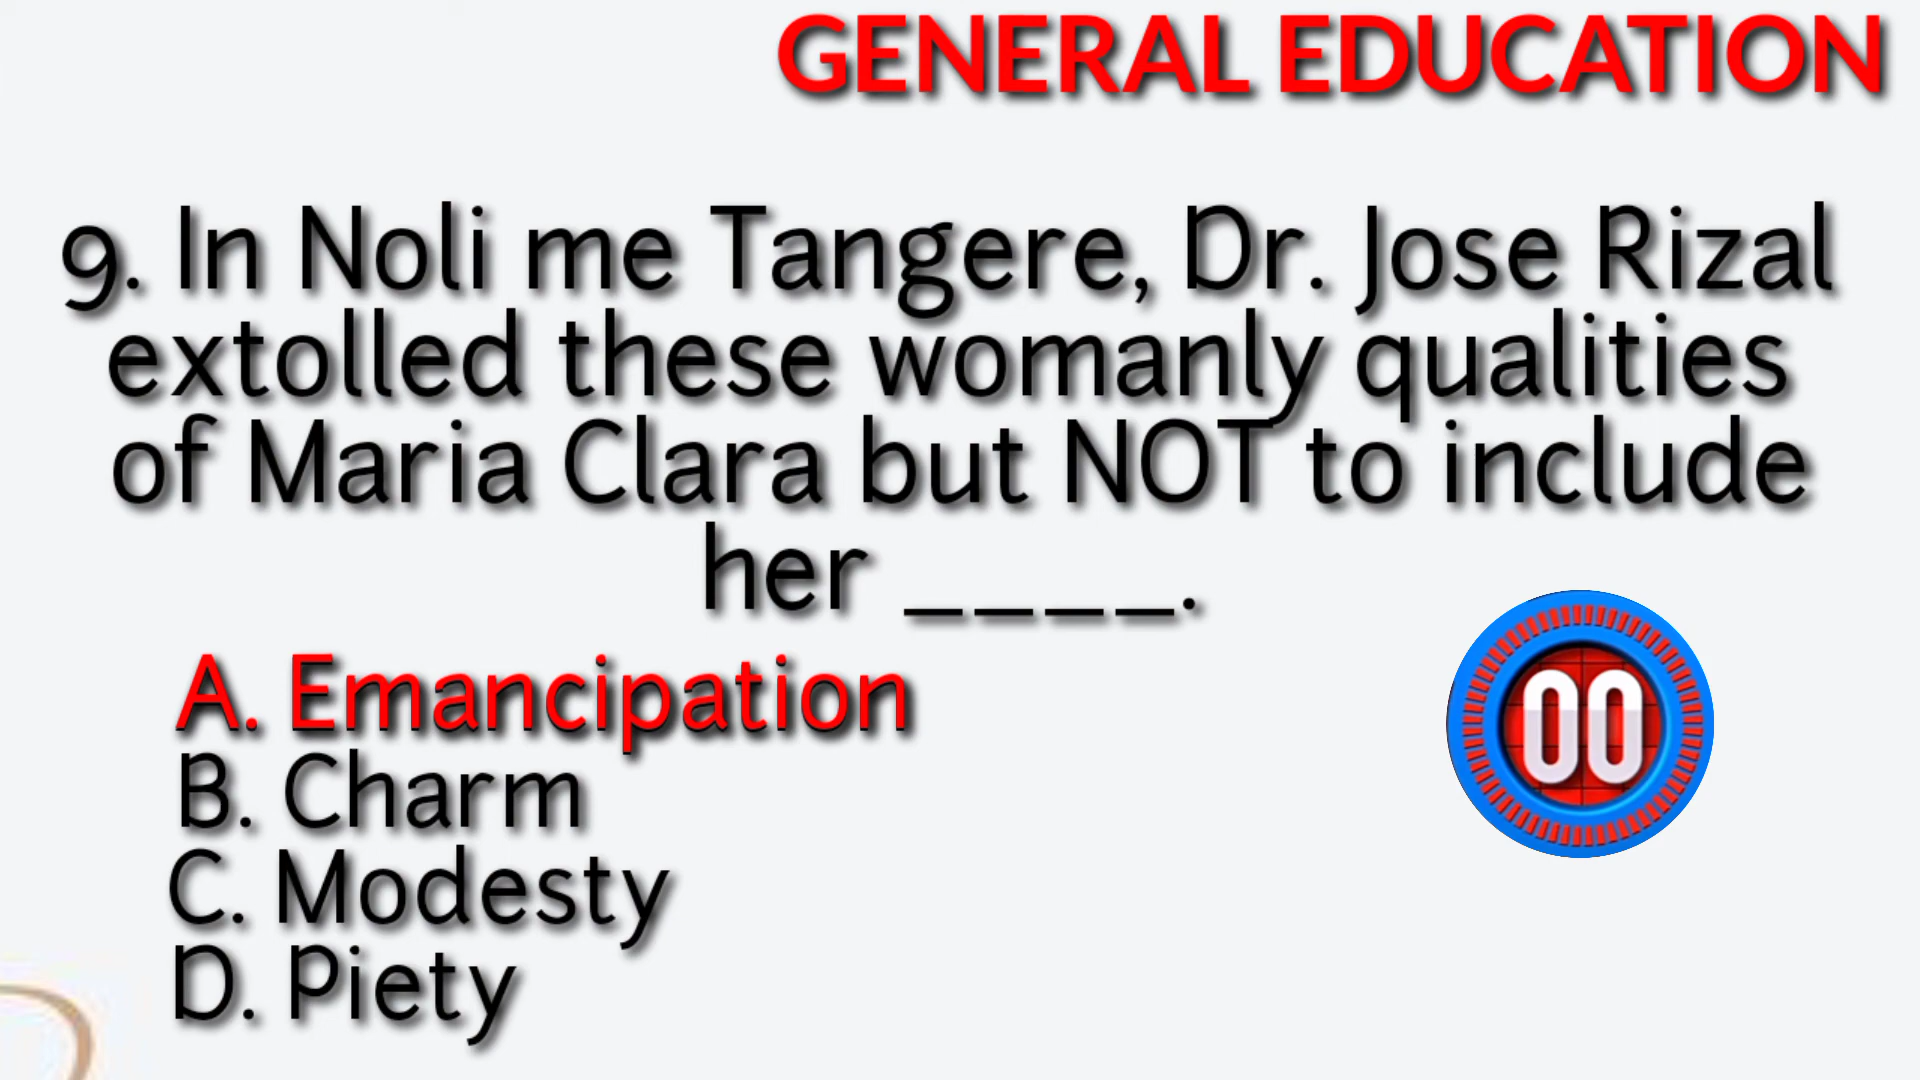 GENERAL EDUCATION
9. In Noli me Tangere, Dr. Jose Rizal
extolled these womanly qualities
of Maria Clara but NOT to include
her ____.
A. Emancipation
B. Charm
C. Modesty
D. Piety
00